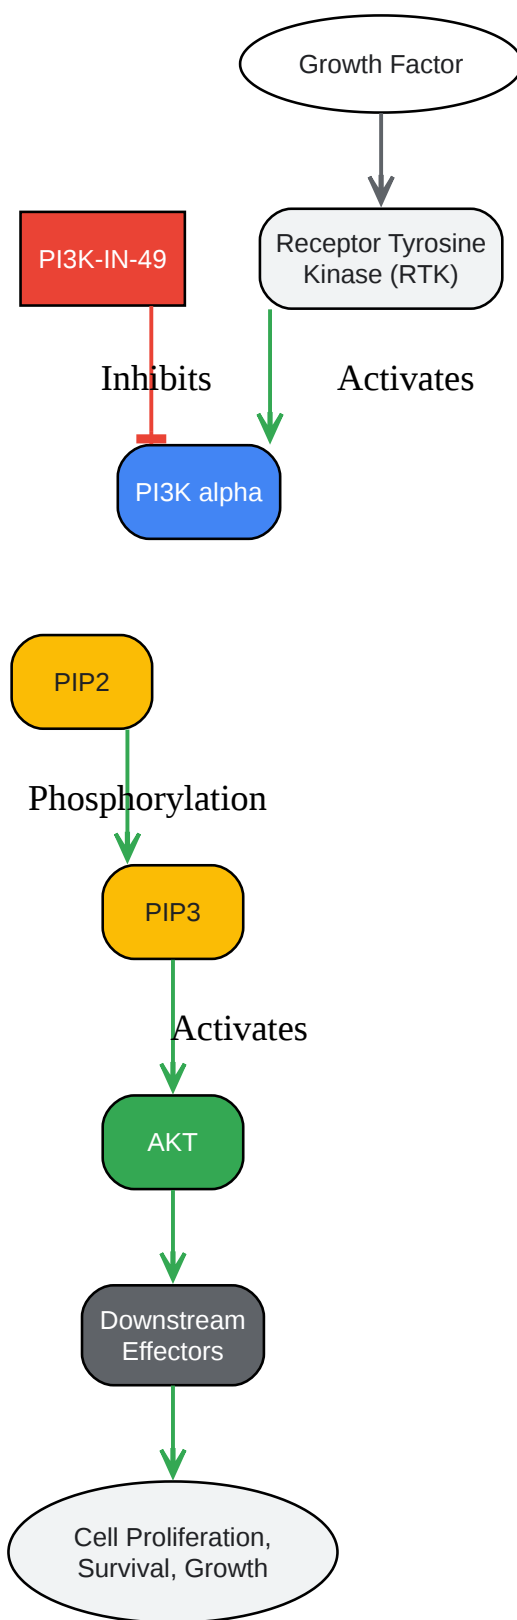 Growth Factor
PI3K-IN-49
Receptor Tyrosine
Kinase (RTK)
Inhibits
Activates
PI3K alpha
PIP2
Phosphorylation
PIP3
Activates
AKT
Downstream
Effectors
Cell Proliferation,
Survival, Growth